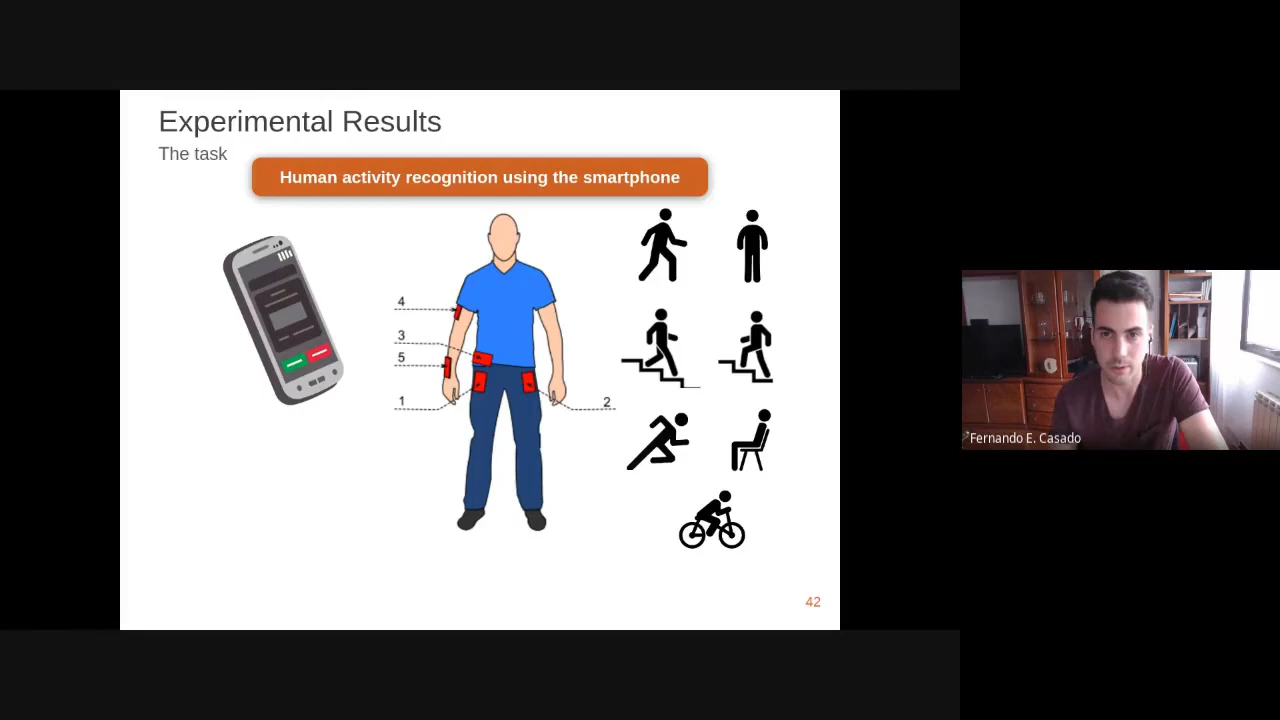 Experimental Results
The task
Human activity recognition using the smartphone
4
3
5
1
2
42
Fernando E. Casado